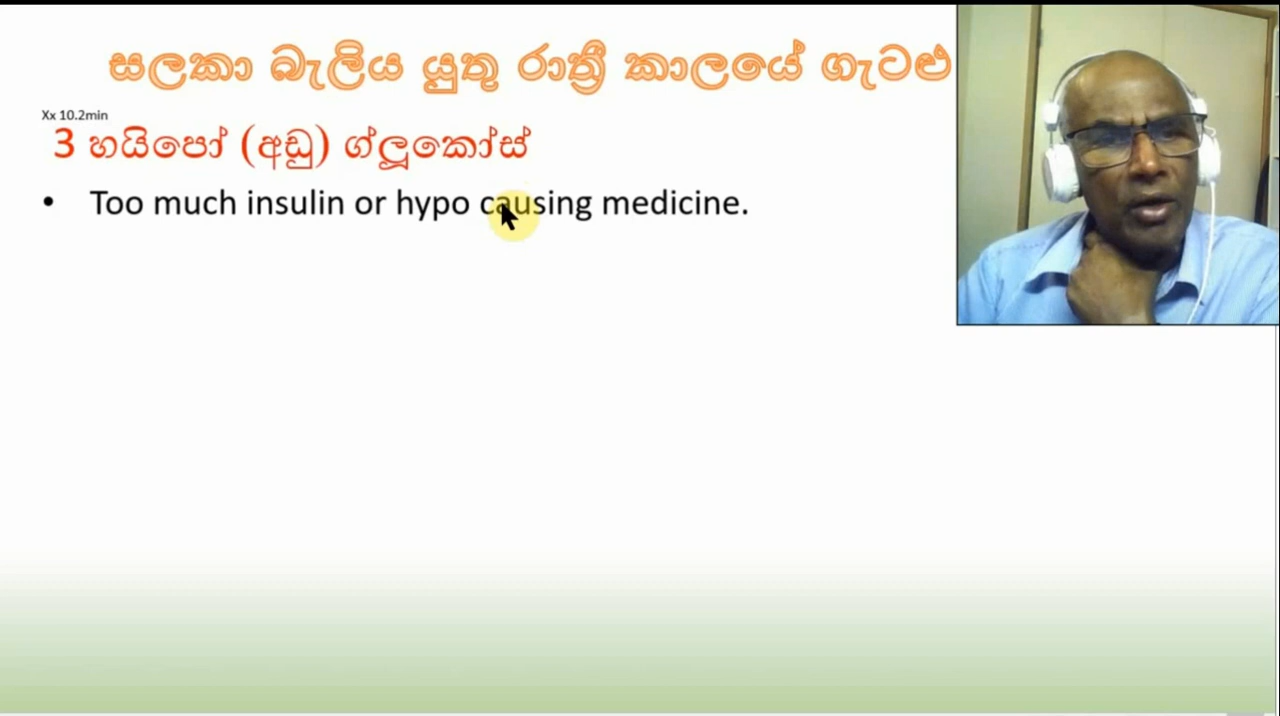 සලකා බැලිය යුතු රාත්‍රී කාලයේ ගැටළු
Xx 10.2min
3 හයිපෝ (අඩු) ග්ලූකෝස්
• Too much insulin or hypo causing medicine.